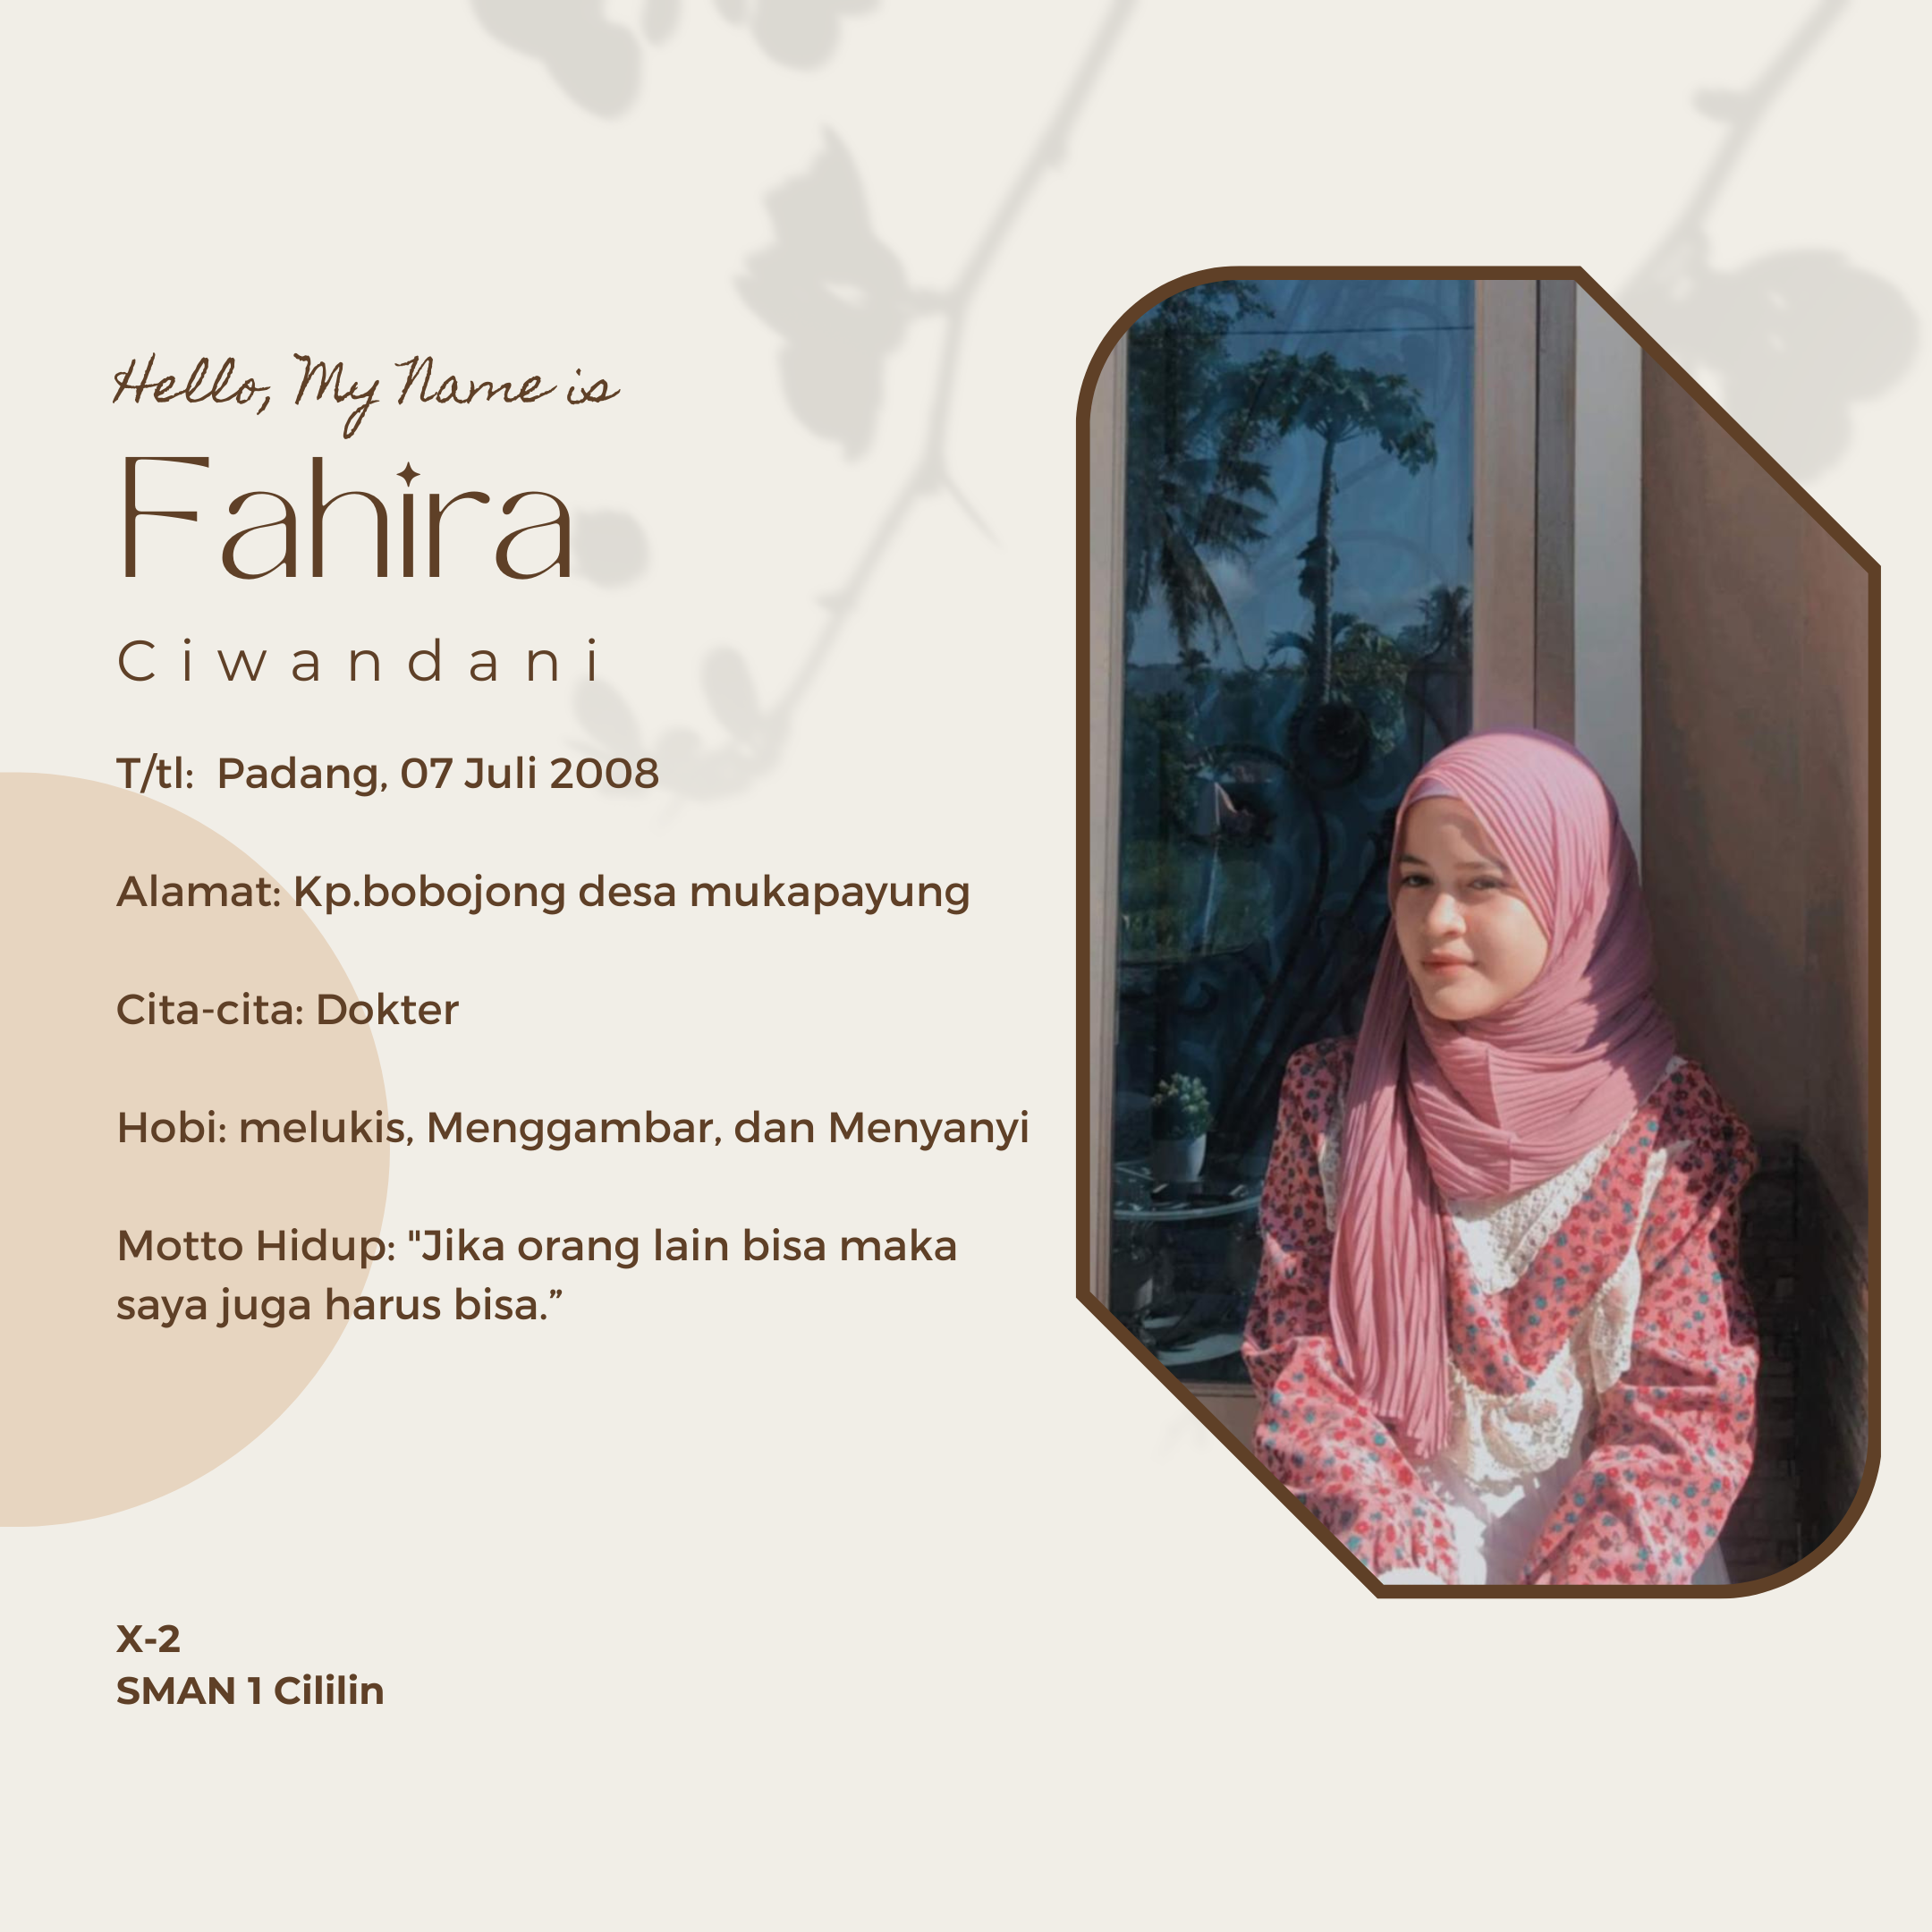 Hello, My Name is
Fahira
Ciwandani
T/tl:  Padang, 07 Juli 2008
Alamat: Kp.bobojong desa mukapayung
Cita-cita: Dokter
Hobi: melukis, Menggambar, dan Menyanyi
Motto Hidup: "Jika orang lain bisa maka
saya juga harus bisa.”
X-2
SMAN 1 Cililin